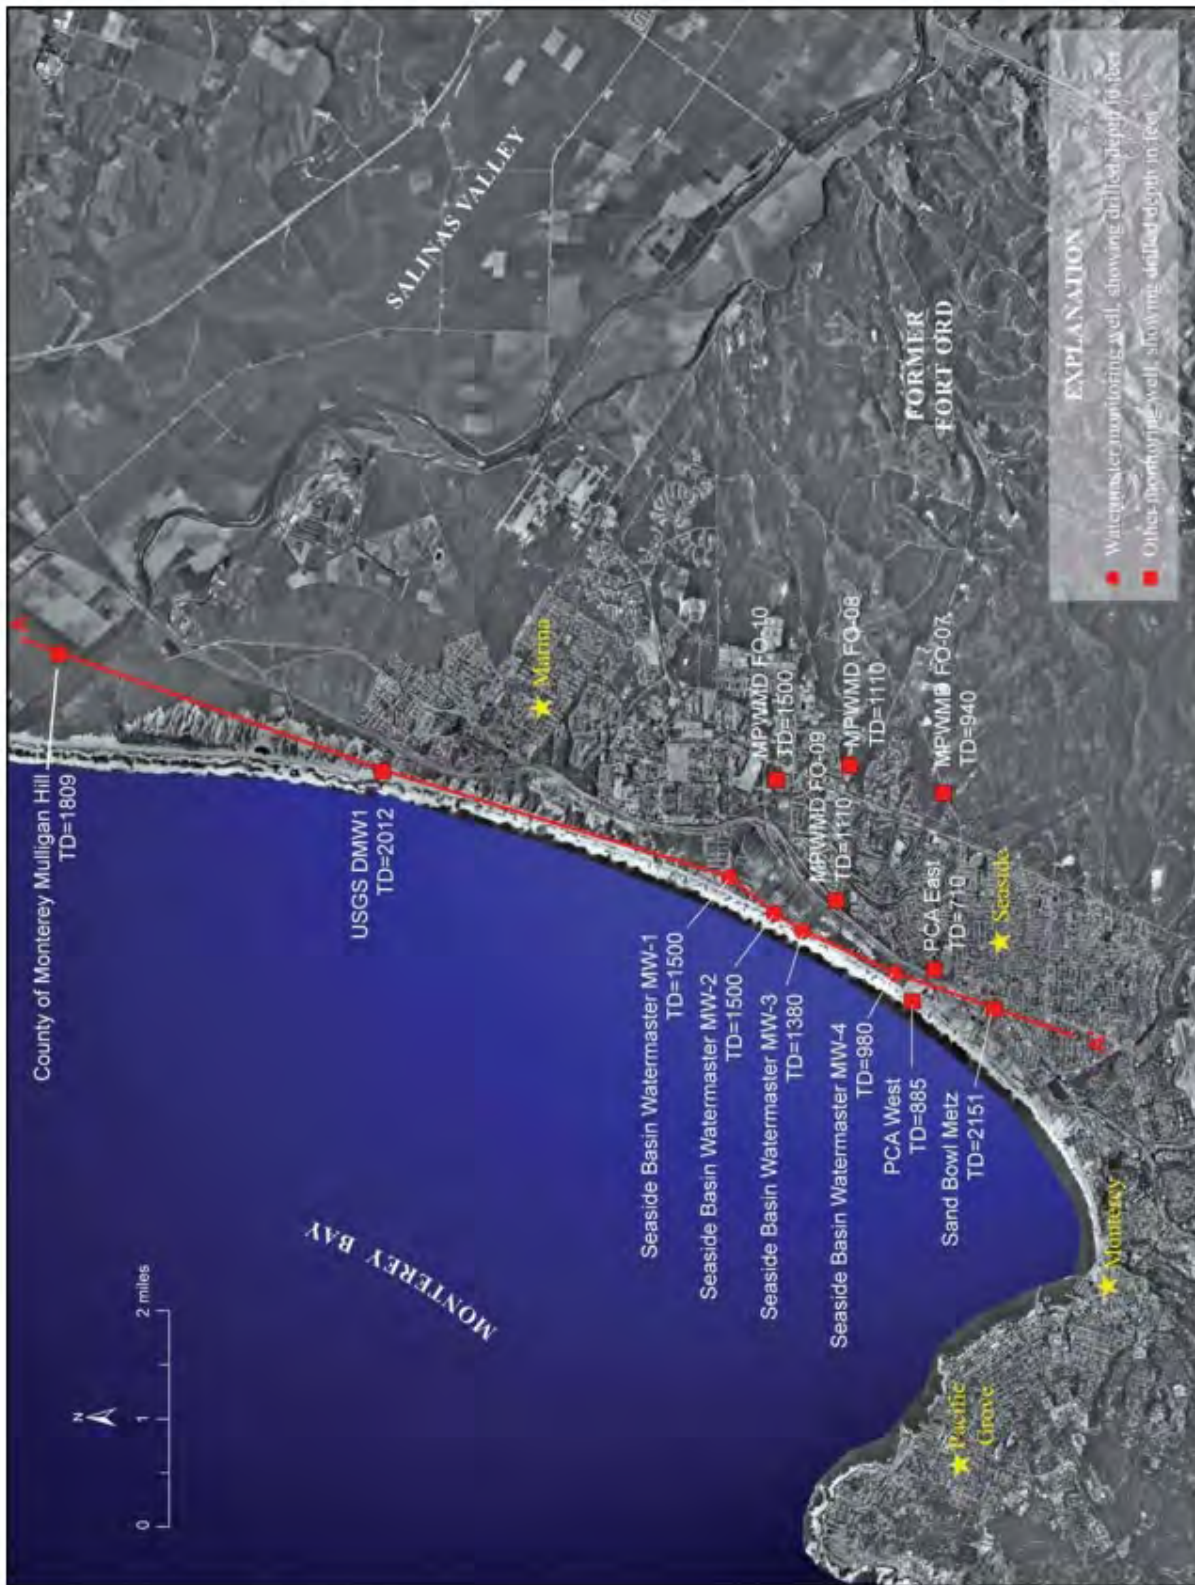 County of Monterey Mulligan Hill
TD=1809
USGS DMW1
TD=2012
SALINAS VALLEY
Marina
MONTEREY BAY
N
0
1
2 miles
Seaside Basin Watermaster MW-1
TD=1500
Seaside Basin Watermaster MW-2
TD=1500
Seaside Basin Watermaster MW-3
TD=1380
Seaside Basin Watermaster MW-4
TD=980
PCA West
TD=885
Sand Bowl Metz
TD=2151
MPWMD FO-10
TD=1500
MPWMD FO-09
TD=1110
MPWMD FO-08
TD=1110
MPWMD FO-07
TD=940
PCA East
TD=710
Seaside
Monterey
Pacific
Grove
FORMER
FORT ORD
EXPLANATION
Watermaster monitoring well, showing drilled depth in feet
Other monitoring well, showing drilled depth in feet